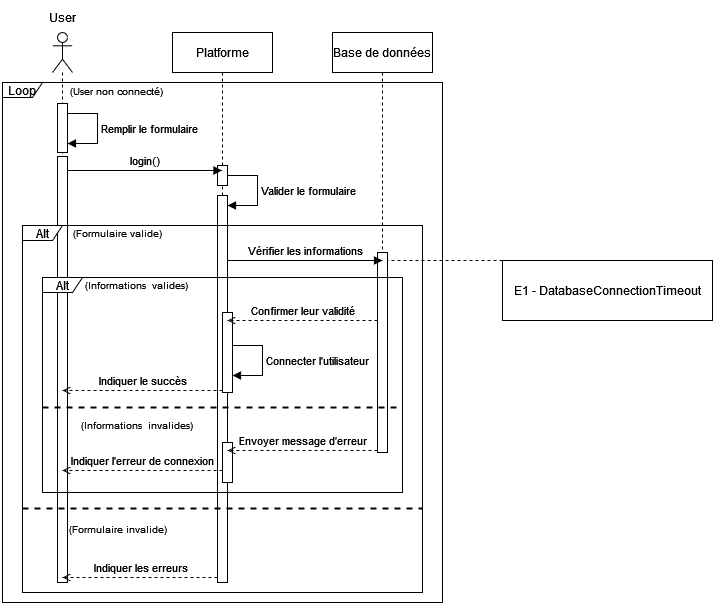 User
Platforme
Base de données
Loop
(User non connecté)
Remplir le formulaire
login()
Valider le formulaire
Alt
(Formulaire valide)
Vérifier les informations
E1 - DatabaseConnectionTimeout
Alt
(Informations valides)
Confirmer leur validité
Connecter l'utilisateur
Indiquer le succès
(Informations invalides)
Envoyer message d'erreur
Indiquer l'erreur de connexion
(Formulaire invalide)
Indiquer les erreurs